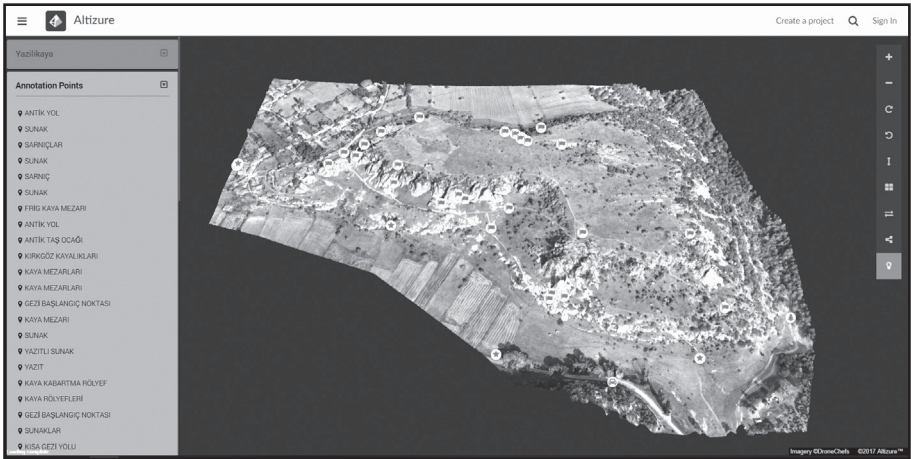 Altizure
Create a project
Sign In
Yazilikaya
Annotation Points
ANTİK YOL
SUNAK
SARNIÇLAR
SUNAK
SARNIÇ
SUNAK
FRİG KAYA MEZARI
ANTİK YOL
ANTİK TAŞ OCAĞI
KIRKGÖZ KAYALIKLARI
KAYA MEZARLARI
KAYA MEZARLARI
GEZİ BAŞLANGIÇ NOKTASI
KAYA MEZARI
SUNAK
YAZITLI SUNAK
YAZIT
KAYA KABARTMA RÖLYEF
KAYA RÖLYEFLERİ
GEZİ BAŞLANGIÇ NOKTASI
SUNAKLAR
KISA GEZİ YOLU
Imagery ©DroneChefs ©2017 Altizure™